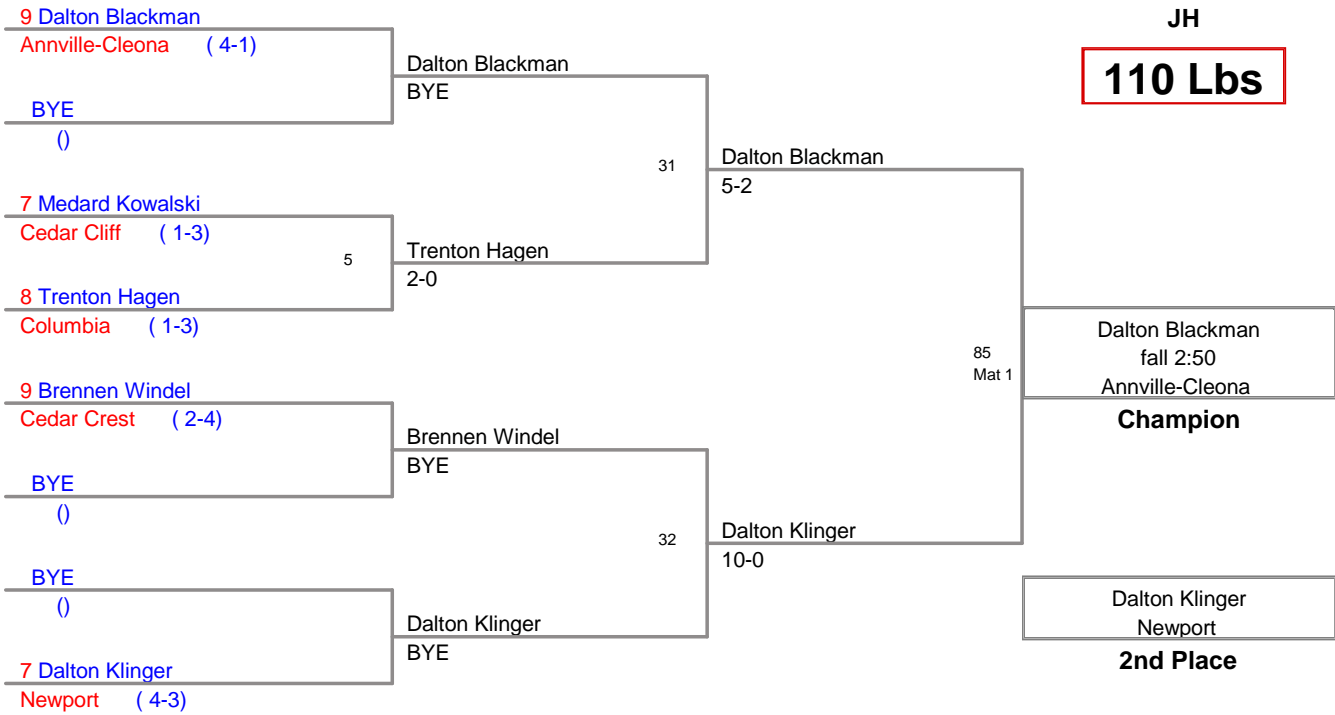 9 Dalton Blackman
Annville-Cleona ( 4-1)
BYE
()
7 Medard Kowalski
Cedar Cliff ( 1-3)
8 Trenton Hagen
Columbia ( 1-3)
9 Brennen Windel
Cedar Crest ( 2-4)
BYE
()
BYE
()
7 Dalton Klinger
Newport ( 4-3)
5
Dalton Blackman
BYE
Trenton Hagen
2-0
Brennen Windel
BYE
Dalton Klinger
BYE
31
32
Dalton Blackman
5-2
Dalton Klinger
10-0
85
Mat 1
JH
110 Lbs
Dalton Blackman
fall 2:50
Annville-Cleona
Champion
Dalton Klinger
Newport
2nd Place